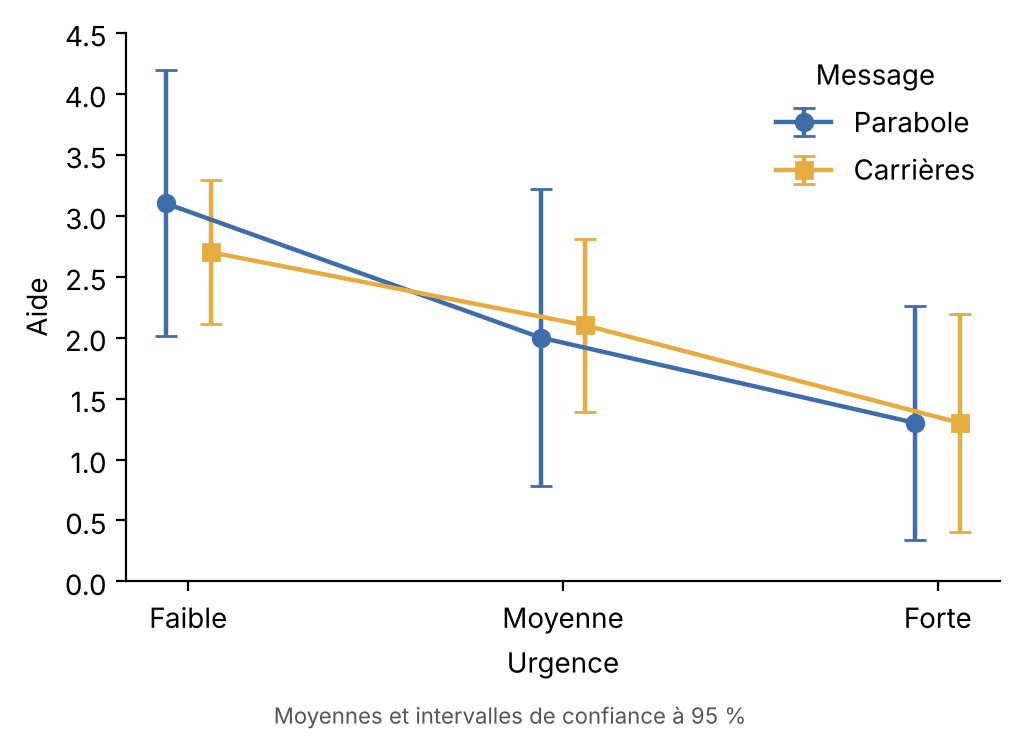 4.5
4.0
3.5
3.0
2.5
2.0
1.5
1.0
0.5
0.0
Aide
Message
Parabole
Carrières
Faible Moyenne Forte
Urgence
Moyennes et intervalles de confiance à 95 %